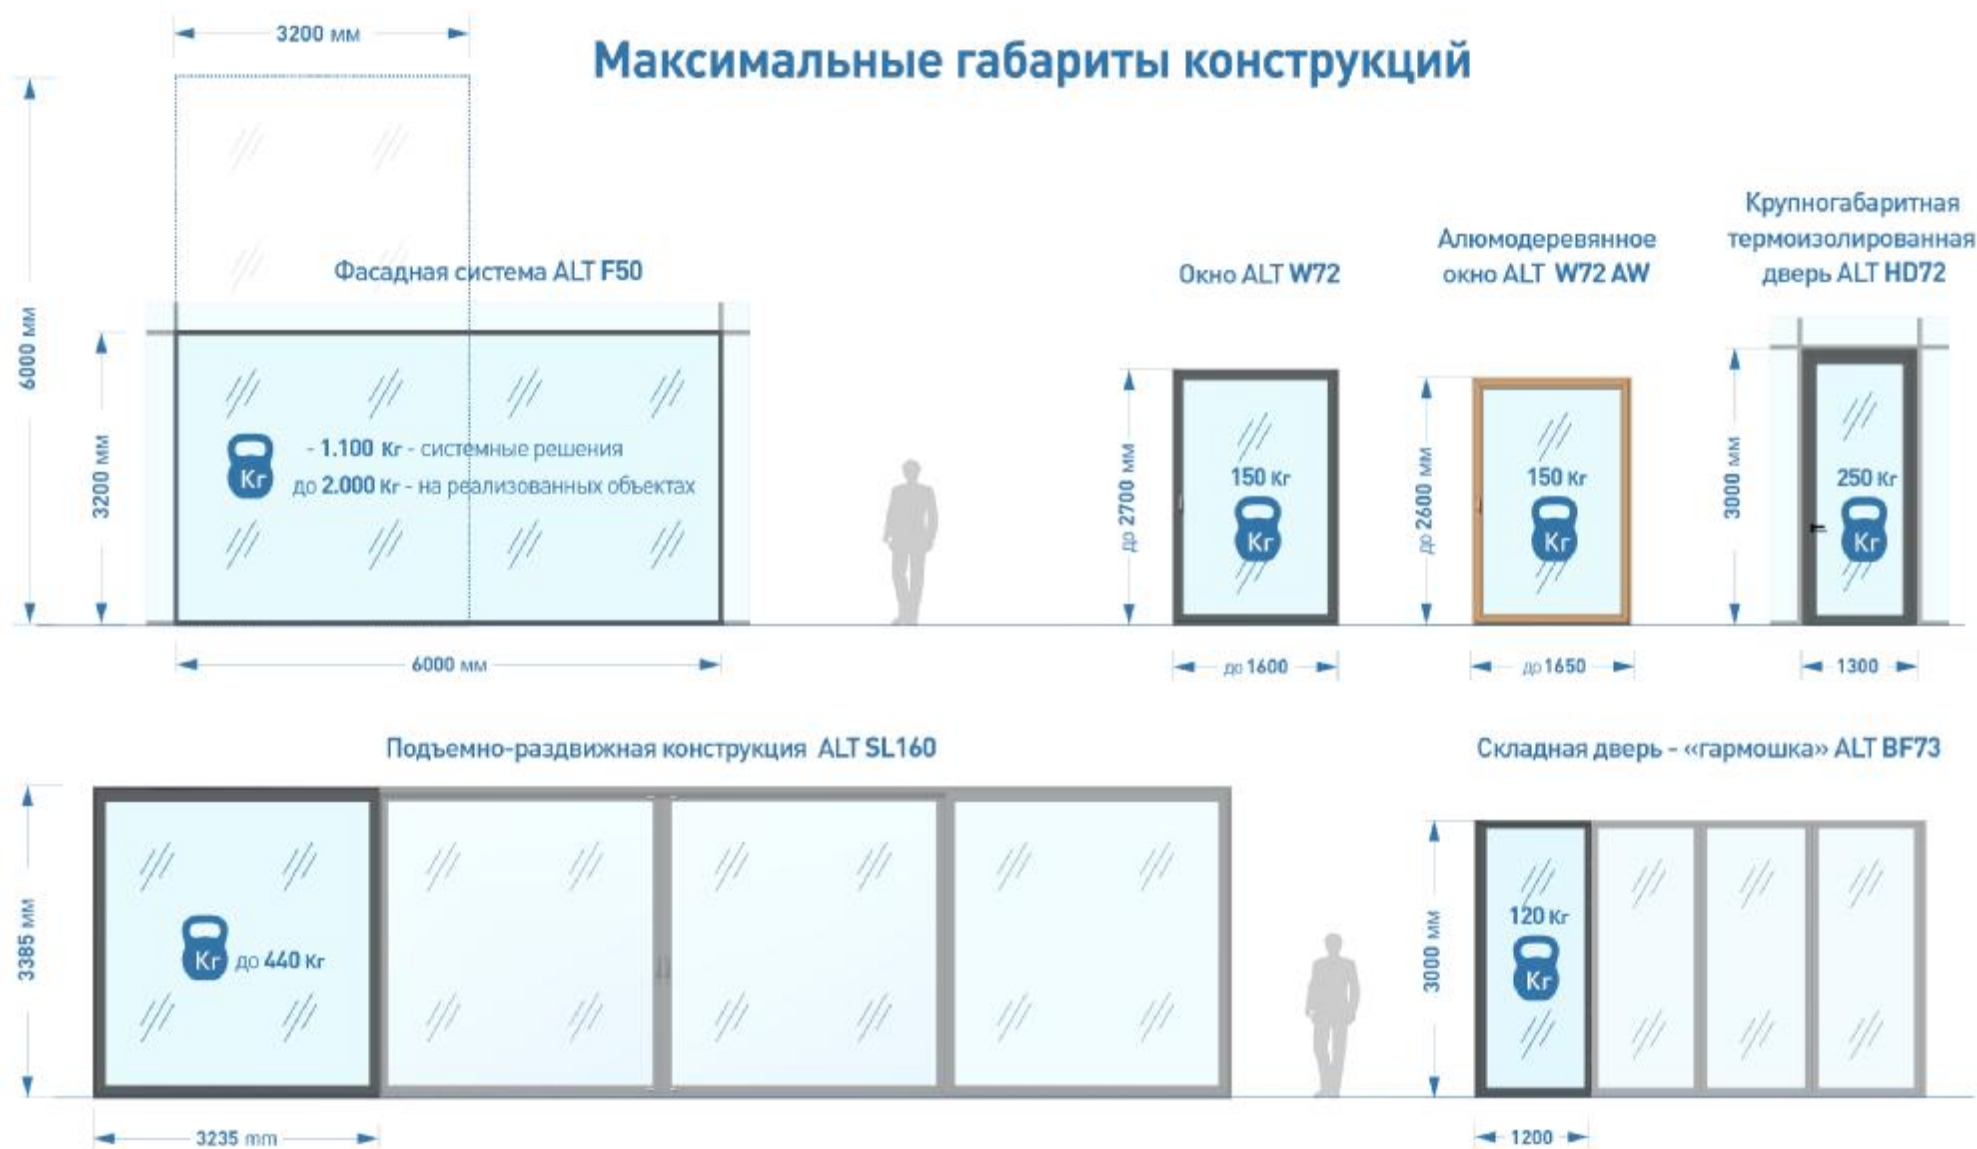 3200 мм
Максимальные габариты конструкций
6000 мм
3200 мм
Фасадная система ALT F50
Кг
- 1.100 Кг - системные решения
до 2.000 Кг - на реализованных объектах
6000 мм
Окно ALT W72
до 2700 мм
150 Кг
Кг
до 1600
Алюмодеревянное
окно ALT W72 AW
до 2600 мм
150 Кг
Кг
до 1650
Крупногабаритная
термоизолированная
дверь ALT HD72
3000 мм
250 Кг
Кг
1300
Подъемно-раздвижная конструкция ALT SL160
3385 мм
Кг
до 440 Кг
3235 mm
Складная дверь - «гармошка» ALT BF73
3000 мм
120 Кг
Кг
1200